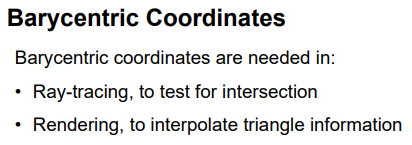 Barycentric Coordinates
Barycentric coordinates are needed in:
• Ray-tracing, to test for intersection
• Rendering, to interpolate triangle information